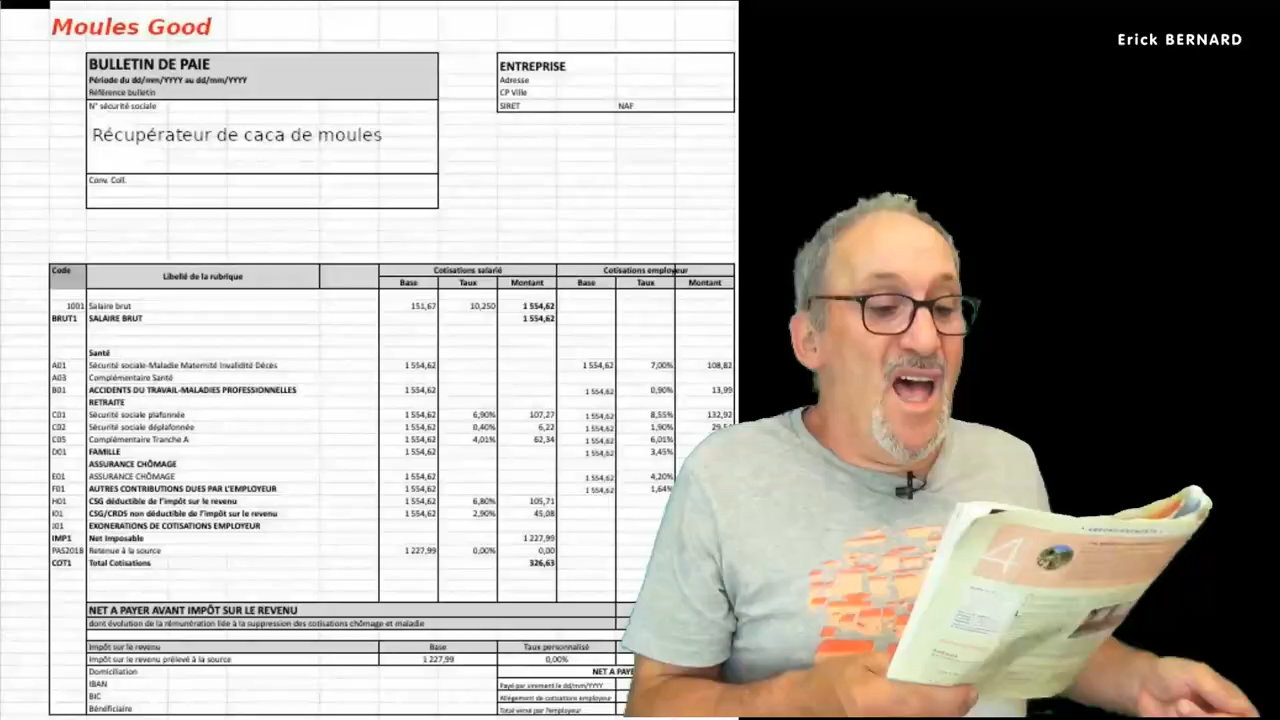 Moules Good
Erick BERNARD
BULLETIN DE PAIE
Période du dd/mm/YYYY au dd/mm/YYYY
Référence bulletin
N° sécurité sociale
Récupérateur de caca de moules
Conv. Coll.
ENTREPRISE
Adresse
CP Ville
SIRET NAF
Code Libellé de la rubrique Cotisations salarié Cotisations employeur
Base Taux Montant Base Taux Montant
1001 Salaire brut 151,67 10,250 1 554,62
BRUT1 SALAIRE BRUT 1 554,62
Santé
A01 Sécurité sociale-Maladie Maternité Invalidité Décès 1 554,62 1 554,62 7,00% 108,82
A03 Complémentaire Santé
B01 ACCIDENTS DU TRAVAIL-MALADIES PROFESSIONNELLES 1 554,62 1 554,62 0,90% 13,99
RETRAITE
C01 Sécurité sociale plafonnée 1 554,62 6,90% 107,27 1 554,62 8,55% 132,92
C02 Sécurité sociale déplafonnée 1 554,62 0,40% 6,22 1 554,62 1,90%
C05 Complémentaire Tranche A 1 554,62 4,01% 62,34 1 554,62 6,01%
D01 FAMILLE 1 554,62 1 554,62 3,45%
ASSURANCE CHÔMAGE
E01 ASSURANCE CHÔMAGE 1 554,62 1 554,62 4,20%
F01 AUTRES CONTRIBUTIONS DUES PAR L'EMPLOYEUR 1 554,62 1 554,62 1,64%
H01 CSG déductible de l'impôt sur le revenu 1 554,62 6,80% 105,71
I01 CSG/CRDS non déductible de l'impôt sur le revenu 1 554,62 2,90% 45,08
J01 EXONERATIONS DE COTISATIONS EMPLOYEUR
IMP1 Net Imposable 1 227,99
PAS2018 Retenue à la source 1 227,99 0,00% 0,00
COT1 Total Cotisations 326,63
NET A PAYER AVANT IMPÔT SUR LE REVENU
dont évolution de la rémunération liée à la suppression des cotisations chômage et maladie
Impôt sur le revenu Base Taux personnalisé
Impôt sur le revenu prélevé à la source 1 227,99 0,00%
Domiciliation NET A PAYE
IBAN Payé par virement le dd/mm/YYYY
BIC Allégement de cotisations employeur
Bénéficiaire Total versé par l'employeur
4